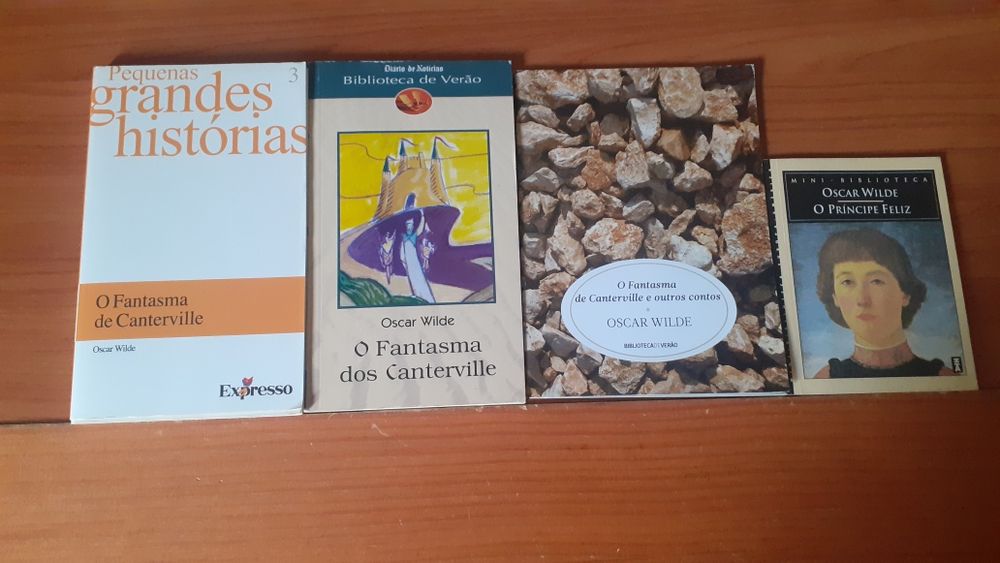 Pequenas
3
grandes
histórias
O Fantasma
de Canterville
Oscar Wilde
Expresso
Diário de Notícias
Biblioteca de Verão
Oscar Wilde
O Fantasma
dos Canterville
O Fantasma
de Canterville e outros contos
OSCAR WILDE
BIBLIOTECA DE VERÃO
MINI-BIBLIOTECA
OSCAR WILDE
O PRÍNCIPE FELIZ